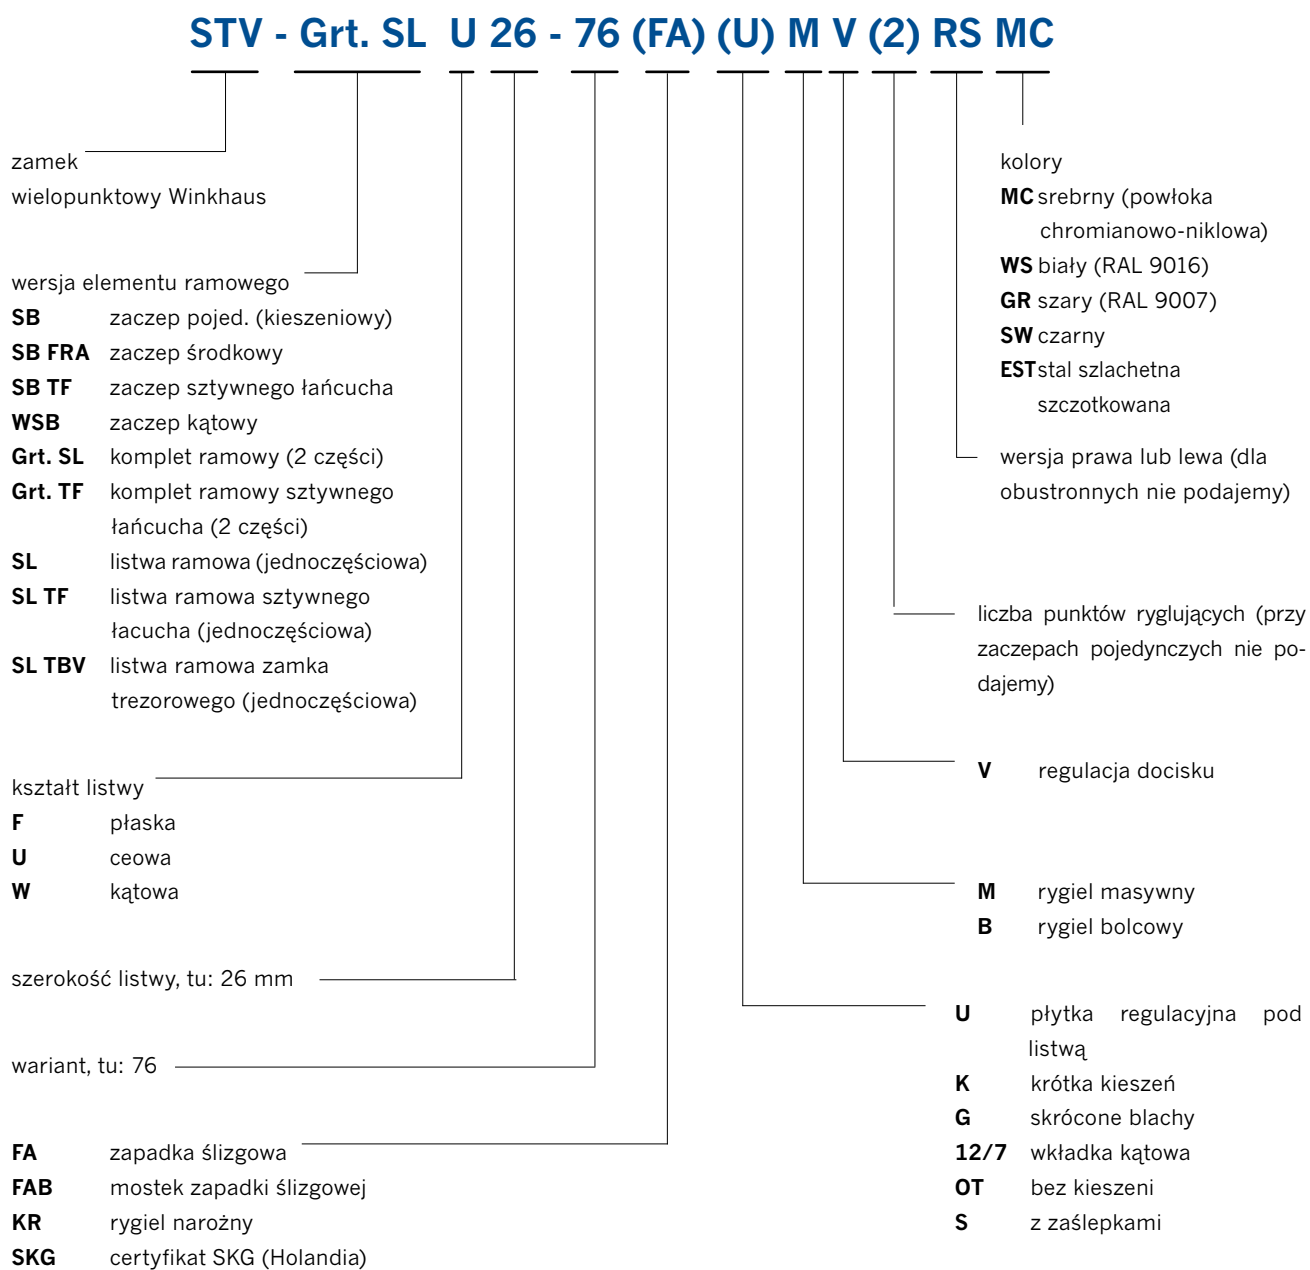 STV - Grt. SL U 26 - 76 (FA) (U) M V (2) RS MC
zamek
wielopunktowy Winkhaus
wersja elementu ramowego
SB zaczep pojed. (kieszeniowy)
SB FRA zaczep środkowy
SB TF zaczep sztywnego łańcucha
WSB zaczep kątowy
Grt. SL komplet ramowy (2 części)
Grt. TF komplet ramowy sztywnego
łańcucha (2 części)
SL listwa ramowa (jednoczęściowa)
SL TF listwa ramowa sztywnego
łacucha (jednoczęściowa)
SL TBV listwa ramowa zamka
trezorowego (jednoczęściowa)
kształt listwy
F płaska
U ceowa
W kątowa
szerokość listwy, tu: 26 mm
wariant, tu: 76
FA zapadka ślizgowa
FAB mostek zapadki ślizgowej
KR rygiel narożny
SKG certyfikat SKG (Holandia)
kolory
MC srebrny (powłoka
chromianowo-niklowa)
WS biały (RAL 9016)
GR szary (RAL 9007)
SW czarny
EST stal szlachetna
szczotkowana
wersja prawa lub lewa (dla
obustronnych nie podajemy)
liczba punktów ryglujących (przy
zaczepach pojedynczych nie po-
dajemy)
V regulacja docisku
M rygiel masywny
B rygiel bolcowy
U płytka regulacyjna pod
listwą
K krótka kieszeń
G skrócone blachy
12/7 wkładka kątowa
OT bez kieszeni
S z zaślepkami